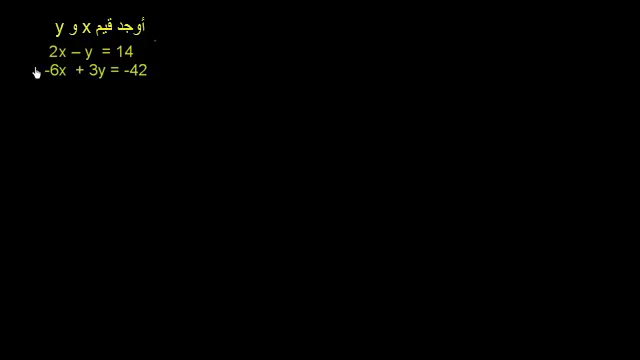 أوجد قيم x و y
2x – y = 14
-6x + 3y = -42